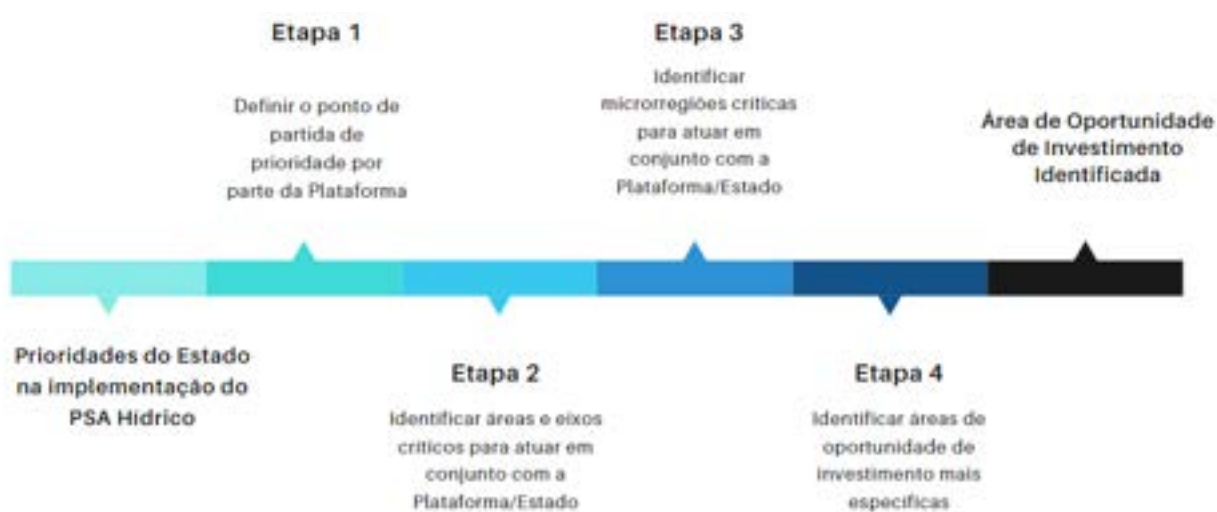 Prioridades do Estado
na implementação do
PSA Hídrico
Etapa 1
Definir o ponto de
partida de
prioridade por
parte da Plataforma
Etapa 2
Identificar áreas e eixos
críticos para atuar em
conjunto com a
Plataforma/Estado
Etapa 3
Identificar
microrregiões críticas
para atuar em
conjunto com a
Plataforma/Estado
Etapa 4
Identificar áreas de
oportunidade de
investimento mais
específicas
Área de Oportunidade
de Investimento
Identificada